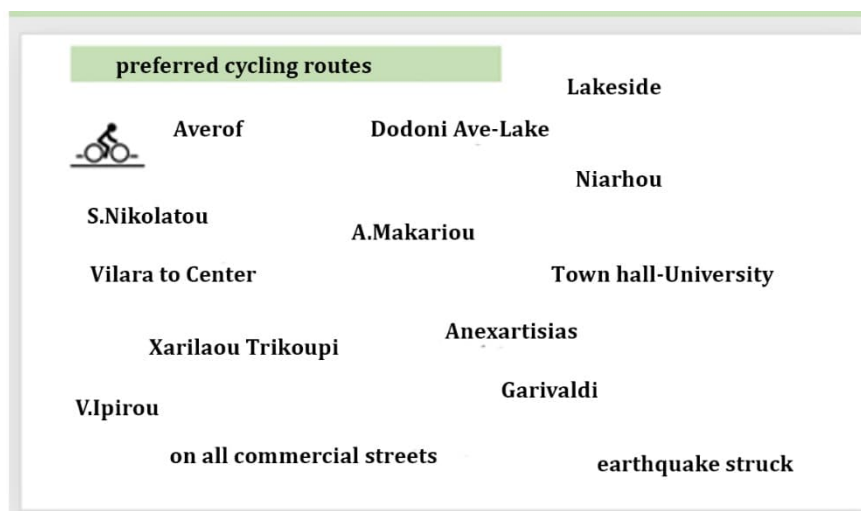 preferred cycling routes
Lakeside
Averof
Dodoni Ave-Lake
Niarhou
S.Nikolatou
A.Makariou
Vilara to Center
Town hall-University
Anexartisias
Xarilaou Trikoupi
Garivaldi
V.Ipirou
on all commercial streets
earthquake struck